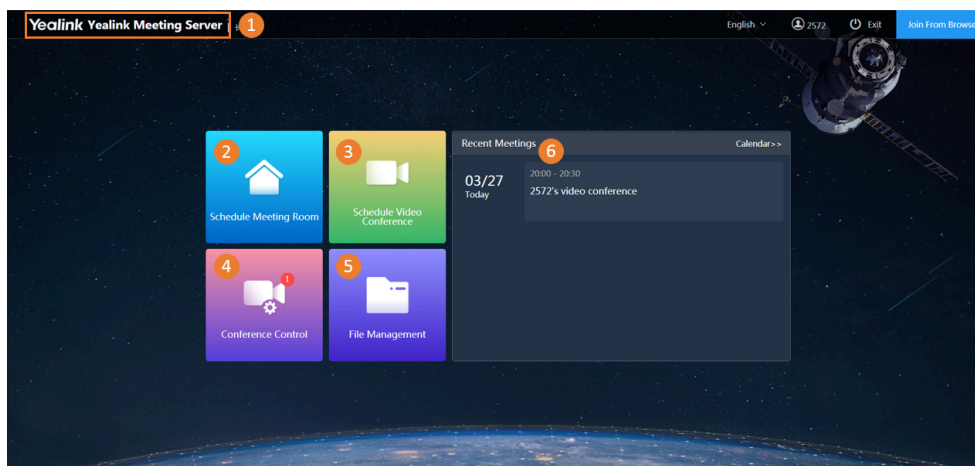 Yealink Yealink Meeting Server | 1 English 2572 Exit Join From Browse
2 3 Recent Meetings 6 Calendar>>
20:00 - 20:30
03/27 2572's video conference
Today
Schedule Meeting Room Schedule Video
Conference
4 5
1
Conference Control File Management